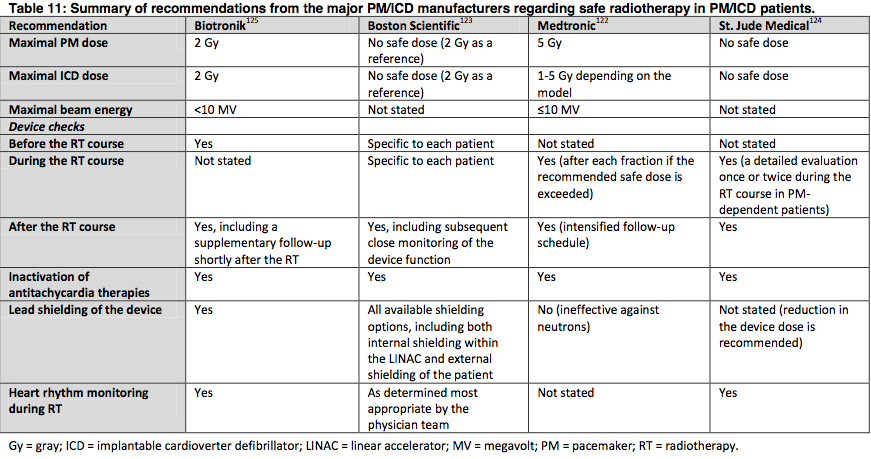 Table 11: Summary of recommendations from the major PM/ICD manufacturers regarding safe radiotherapy in PM/ICD patients.
Recommendation Biotronik125 Boston Scientific123 Medtronic122 St. Jude Medical124
Maximal PM dose 2 Gy No safe dose (2 Gy as a 5 Gy No safe dose
reference)
Maximal ICD dose 2 Gy No safe dose (2 Gy as a 1-5 Gy depending on the No safe dose
reference) model
Maximal beam energy <10 MV Not stated ≤10 MV Not stated
Device checks
Before the RT course Yes Specific to each patient Not stated Not stated
During the RT course Not stated Specific to each patient Yes (after each fraction if the Yes (a detailed evaluation
recommended safe dose is once or twice during the
exceeded) RT course in PM-
dependent patients)
After the RT course Yes, including a Yes, including subsequent Yes (intensified follow-up Yes
supplementary follow-up close monitoring of the schedule)
shortly after the RT device function
Inactivation of Yes Yes Yes Yes
antitachycardia therapies
Lead shielding of the device Yes All available shielding No (ineffective against Not stated (reduction in
options, including both neutrons) the device dose is
internal shielding within recommended)
the LINAC and external
shielding of the patient
Heart rhythm monitoring Yes As determined most Not stated Yes
during RT appropriate by the
physician team
Gy = gray; ICD = implantable cardioverter defibrillator; LINAC = linear accelerator; MV = megavolt; PM = pacemaker; RT = radiotherapy.